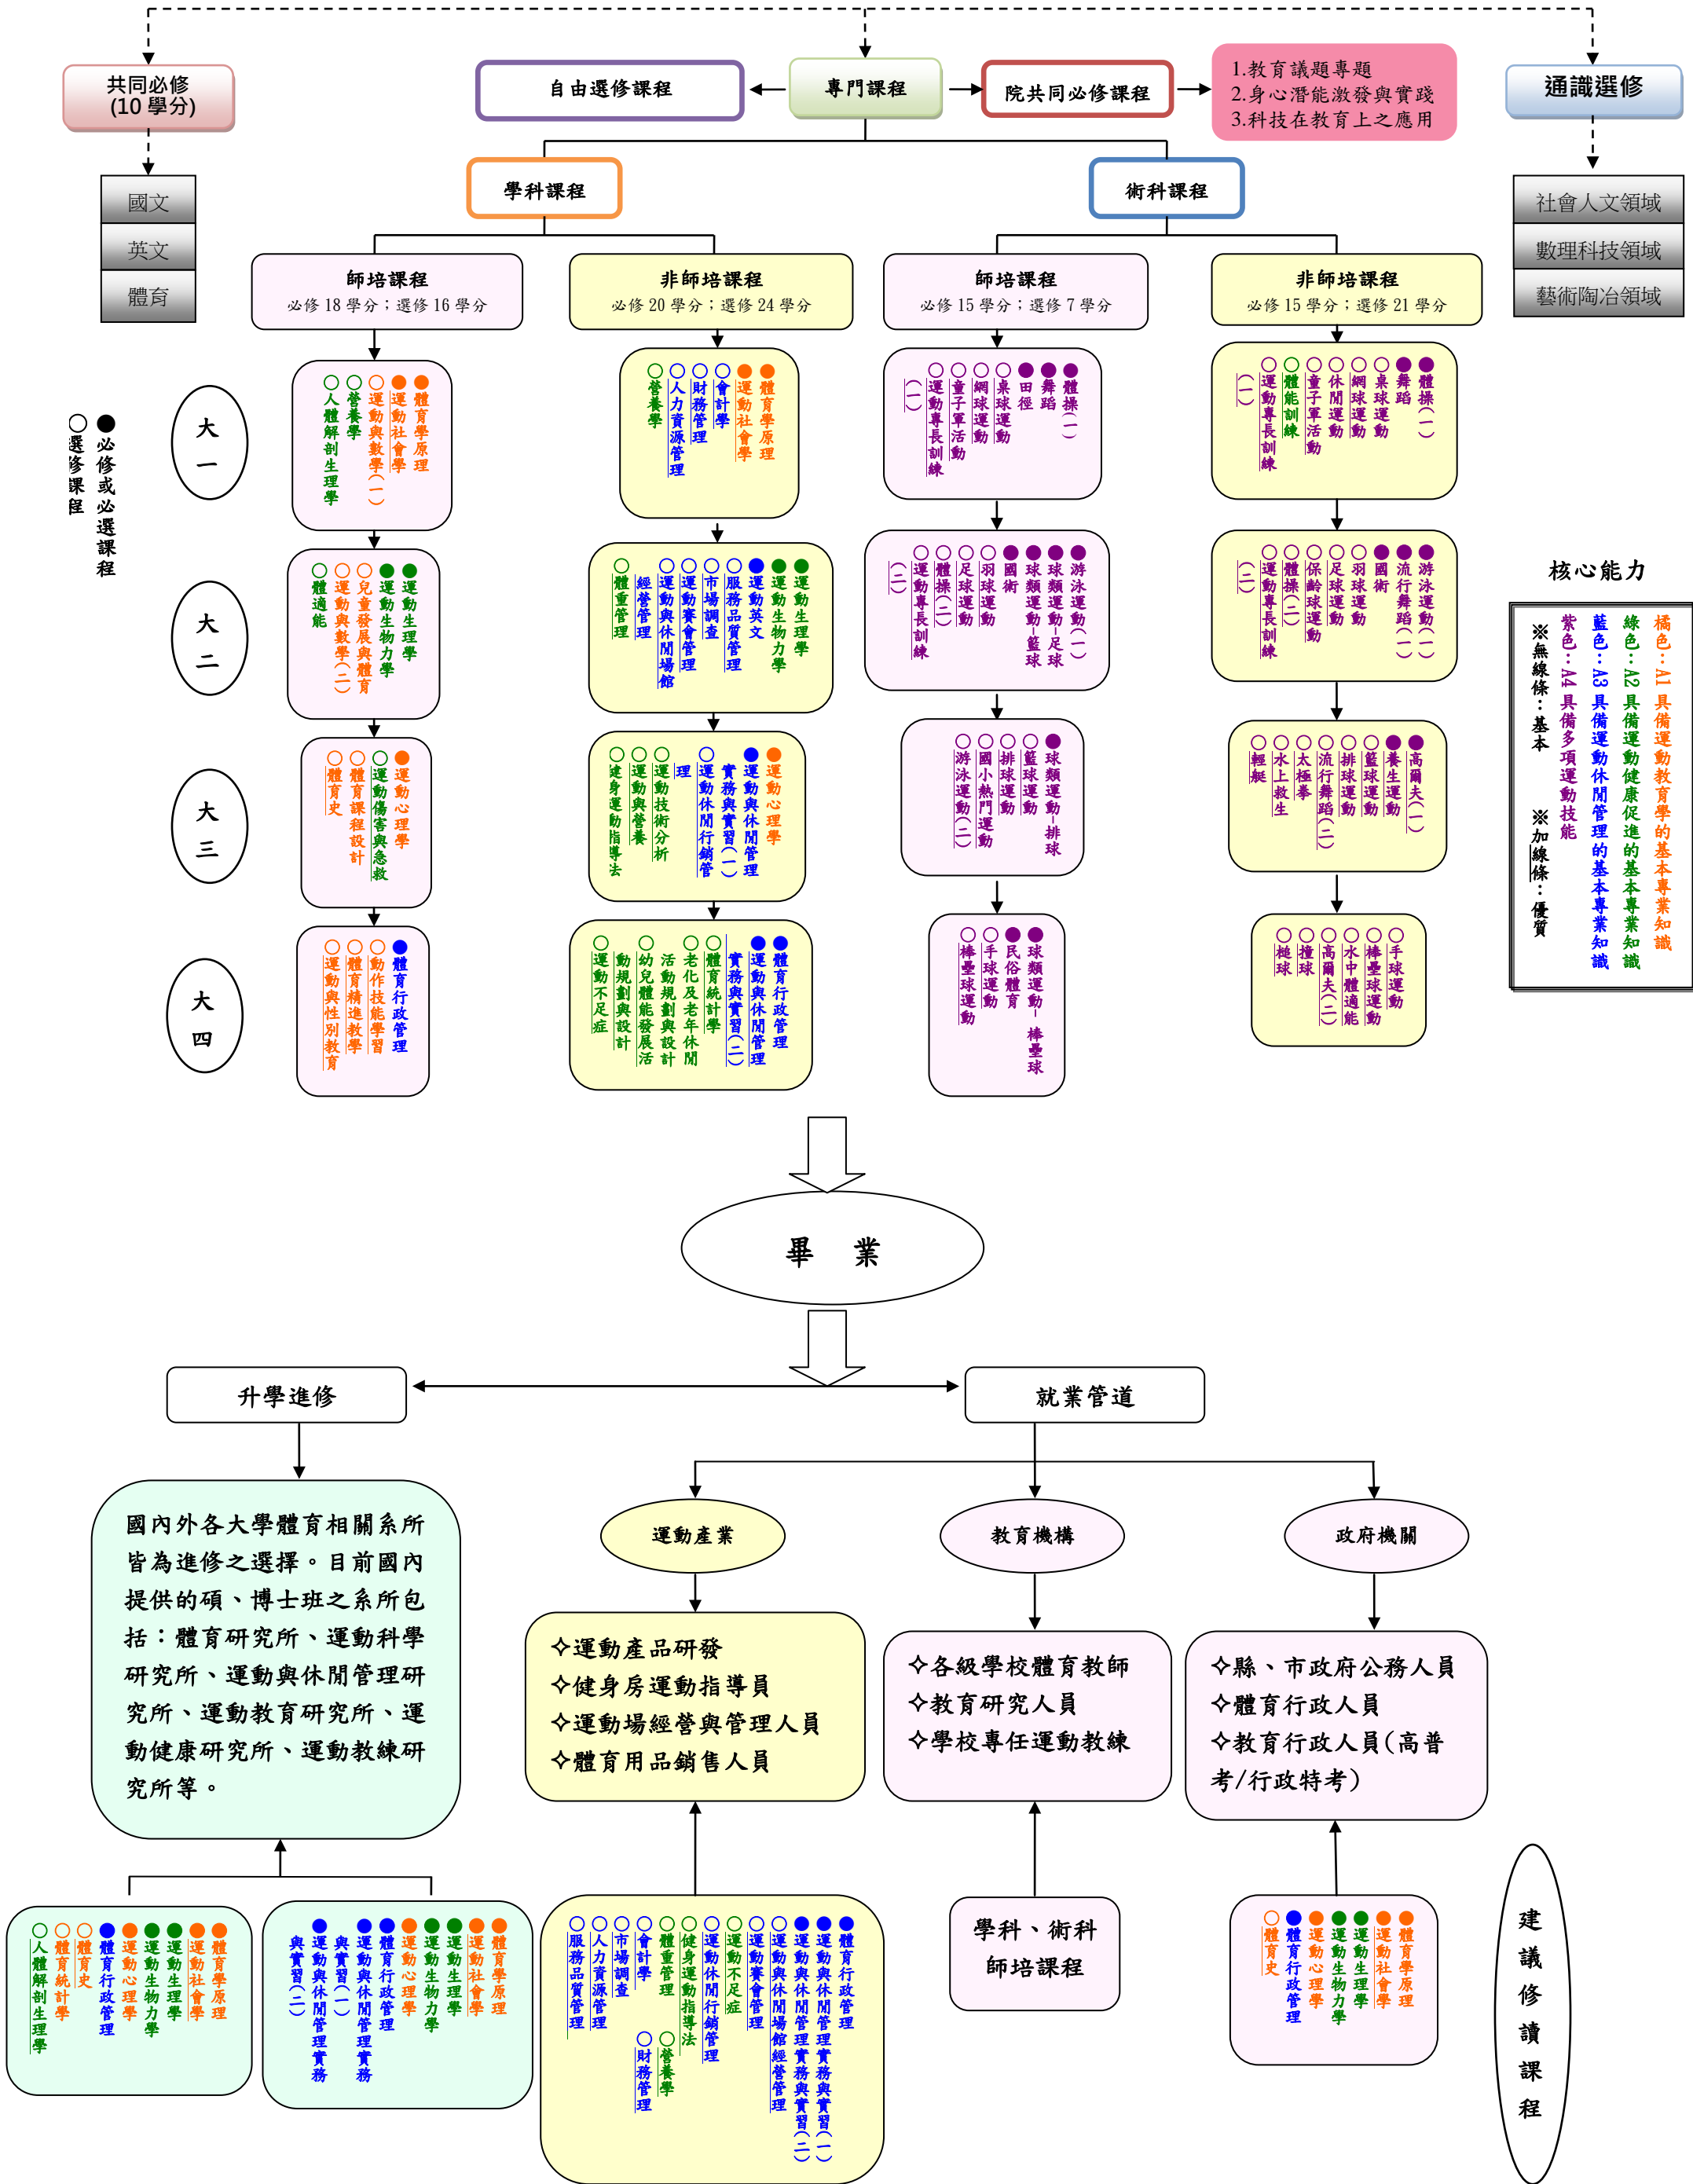 共同必修
(10 學分)
自由選修課程
專門課程
院共同必修課程
1.教育議題專題
2.身心潛能激發與實踐
3.科技在教育上之應用
通識選修
國文
英文
體育
學科課程
術科課程
社會人文領域
數理科技領域
藝術陶冶領域
師培課程
必修 18 學分；選修 16 學分
非師培課程
必修 20 學分；選修 24 學分
師培課程
必修 15 學分；選修 7 學分
非師培課程
必修 15 學分；選修 21 學分
●必修或必選課程
○選修課程
大一
●體育學原理
●運動社會學
○運動與數學(一)
○營養學
○人體解剖生理學
●體育學原理
●運動社會學
○會計學
○財務管理
○人力資源管理
○營養學
●體操(一)
●舞蹈
●田徑
○桌球運動
○網球運動
○童子軍活動
○運動專長訓練
(一)
●體操(一)
●舞蹈
○桌球運動
○網球運動
○休閒運動
○童子軍活動
○體能訓練
○運動專長訓練
(一)
大二
●運動生理學
●運動生物力學
○兒童發展與體育
○運動與數學(二)
○體適能
●運動生理學
●運動生物力學
●運動英文
○服務品質管理
○市場調查
○運動賽會管理
○運動與休閒場館
經營管理
○體重管理
●游泳運動(一)
●球類運動-足球
●球類運動-籃球
●國術
○羽球運動
○足球運動
○體操(二)
○運動專長訓練
(二)
●游泳運動(一)
●流行舞蹈(一)
●國術
○羽球運動
○足球運動
○保齡球運動
○體操(二)
○運動專長訓練
(二)
大三
●運動心理學
○運動傷害與急救
○體育課程設計
○體育史
●運動心理學
●運動與休閒管理
實務與實習(一)
○運動休閒行銷管
理
○運動技術分析
○運動與營養
○健身運動指導法
●球類運動-排球
○籃球運動
○排球運動
○國小熱門運動
○游泳運動(二)
●高爾夫(一)
●養生運動
○籃球運動
○排球運動
○流行舞蹈(二)
○太極拳
○水上救生
○輕艇
大四
●體育行政管理
○動作技能學習
○體育精進教學
○運動與性別教育
●體育行政管理
●運動與休閒管理
實務與實習(二)
○體育統計學
○老化及老年休閒
活動規劃與設計
○幼兒體能發展活
動規劃與設計
○運動不足症
●球類運動-棒壘球
●民俗體育
○手球運動
○棒壘球運動
○手球運動
○棒壘球運動
○水中體適能
○高爾夫(二)
○撞球
○槌球
核心能力
橘色：A1 具備運動教育學的基本專業知識
綠色：A2 具備運動健康促進的基本專業知識
藍色：A3 具備運動休閒管理的基本專業知識
紫色：A4 具備多項運動技能
※無線條：基本 ※加線條：優質
畢 業
升學進修
就業管道
國內外各大學體育相關系所
皆為進修之選擇。目前國內
提供的碩、博士班之系所包
括：體育研究所、運動科學
研究所、運動與休閒管理研
究所、運動教育研究所、運
動健康研究所、運動教練研
究所等。
運動產業
教育機構
政府機關
✧運動產品研發
✧健身房運動指導員
✧運動場經營與管理人員
✧體育用品銷售人員
✧各級學校體育教師
✧教育研究人員
✧學校專任運動教練
✧縣、市政府公務人員
✧體育行政人員
✧教育行政人員(高普
考/行政特考)
●體育學原理
●運動社會學
●運動生理學
●運動生物力學
●運動心理學
●體育行政管理
○體育史
○體育統計學
○人體解剖生理學
●體育學原理
●運動社會學
●運動生理學
●運動生物力學
●運動心理學
●體育行政管理
●運動與休閒管理實務
與實習(一)
●運動與休閒管理實務
與實習(二)
●體育行政管理
●運動與休閒管理實務與實習(一)
●運動與休閒管理實務與實習(二)
○運動與休閒場館經營管理
○運動賽會管理
○運動不足症
○運動休閒行銷管理
○健身運動指導法
○體重管理 ○營養學
○會計學 ○財務管理
○市場調查
○人力資源管理
○服務品質管理
學科、術科
師培課程
●體育學原理
●運動社會學
●運動生理學
●運動生物力學
●運動心理學
●體育行政管理
○體育史
建議修讀課程